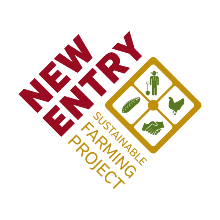 NEW
ENTRY
SUSTAINABLE
FARMING
PROJECT